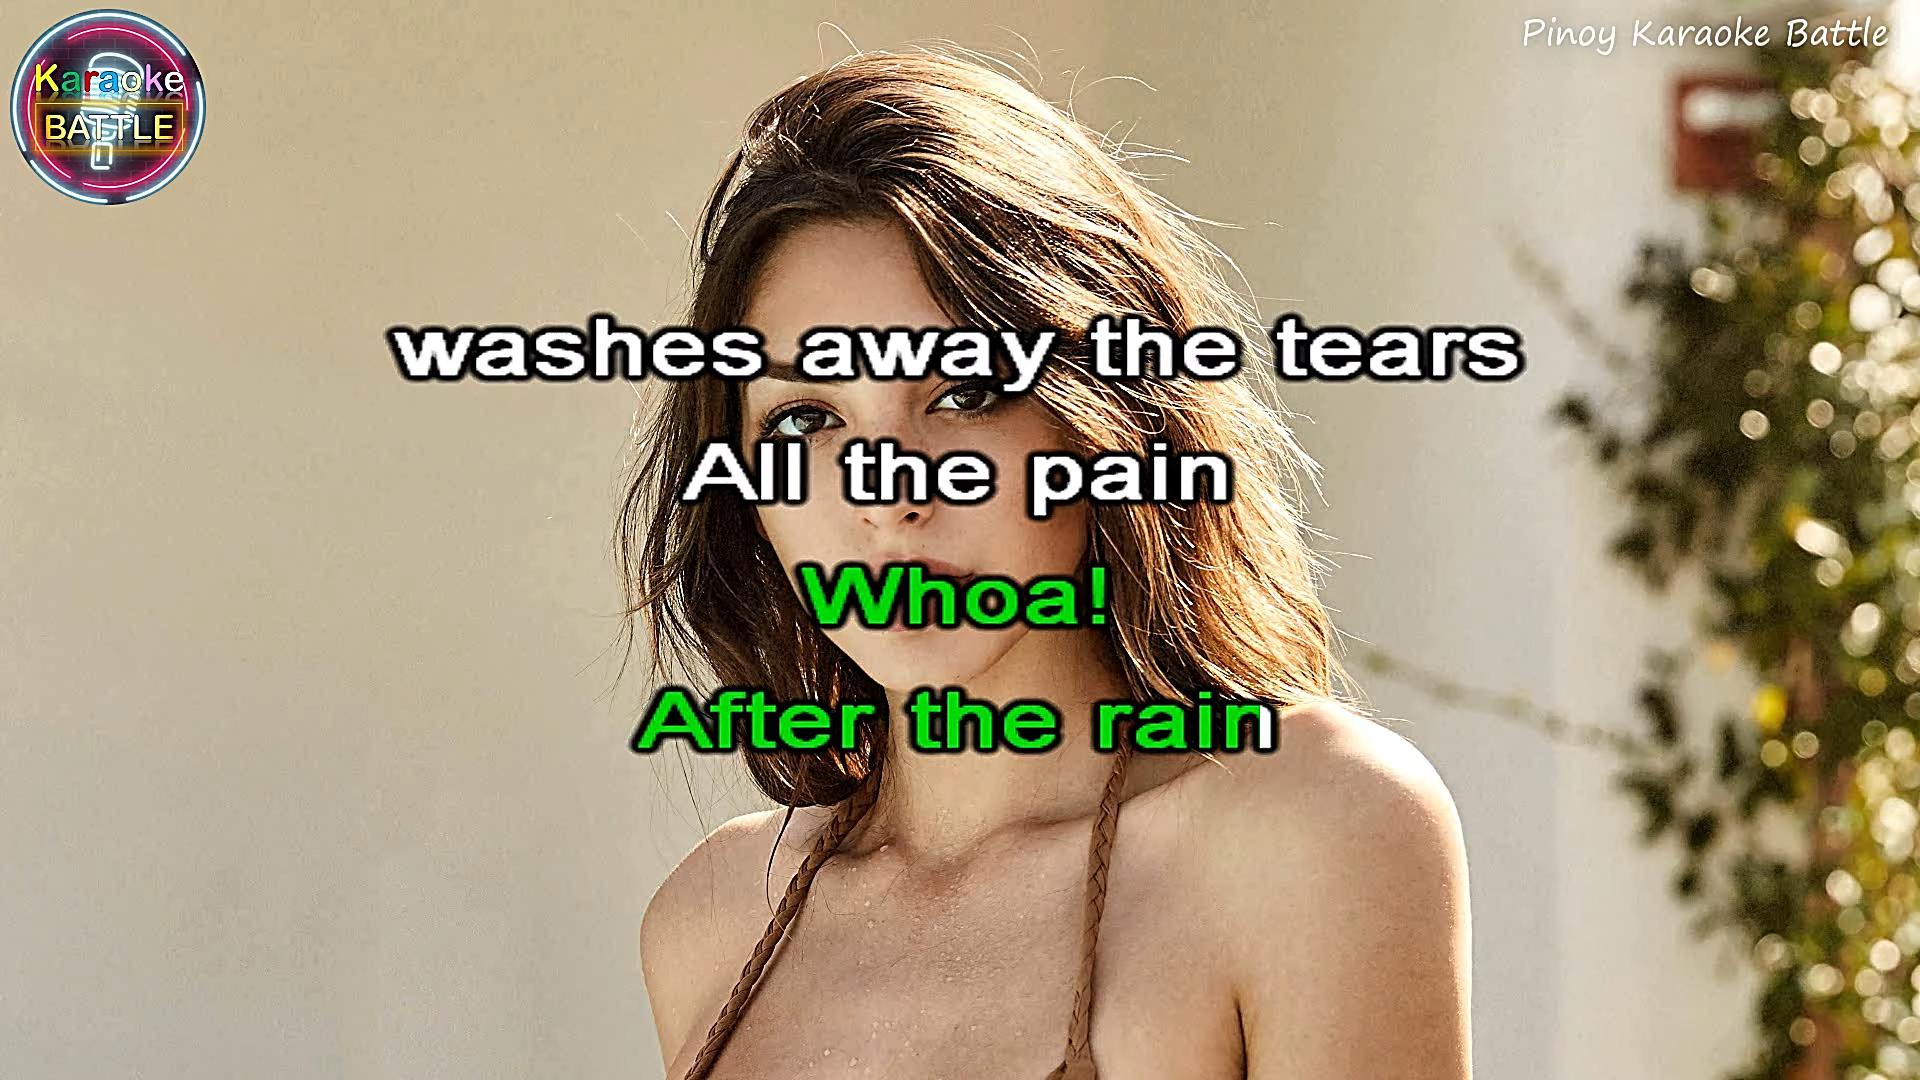 Karaoke
BATTLE
Pinoy Karaoke Battle
washes away the tears
All the pain
Whoa!
After the rain